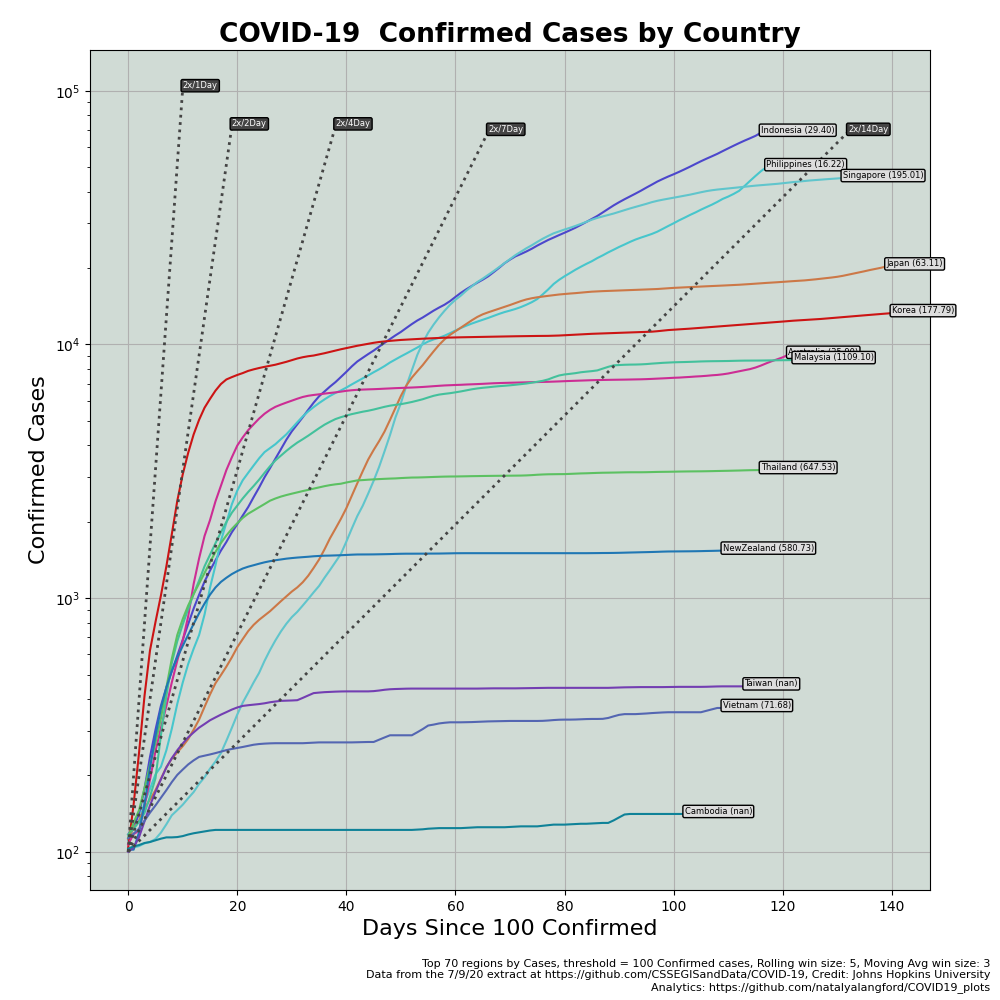 COVID-19  Confirmed Cases by Country
Confirmed Cases
10^5
10^4
10^3
10^2
2x/1Day
2x/2Day
2x/4Day
2x/7Day
2x/14Day
Indonesia (29.40)
Philippines (16.22)
Singapore (195.01)
Japan (63.11)
Korea (177.79)
Malaysia (1109.10)
Thailand (647.53)
NewZealand (580.73)
Taiwan (nan)
Vietnam (71.68)
Cambodia (nan)
0 20 40 60 80 100 120 140
Days Since 100 Confirmed
Top 70 regions by Cases, threshold = 100 Confirmed cases, Rolling win size: 5, Moving Avg win size: 3
Data from the 7/9/20 extract at https://github.com/CSSEGISandData/COVID-19, Credit: Johns Hopkins University
Analytics: https://github.com/natalyalangford/COVID19_plots